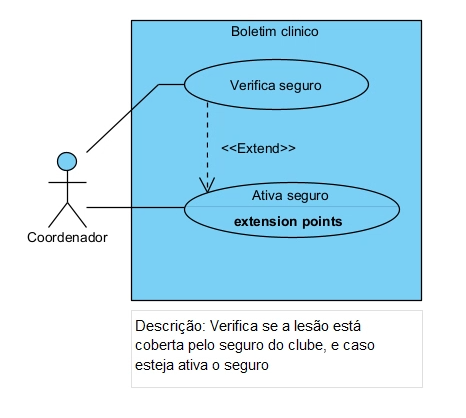 Boletim clinico
Verifica seguro
<<Extend>>
Ativa seguro
extension points
Coordenador
Descrição: Verifica se a lesão está
coberta pelo seguro do clube, e caso
esteja ativa o seguro